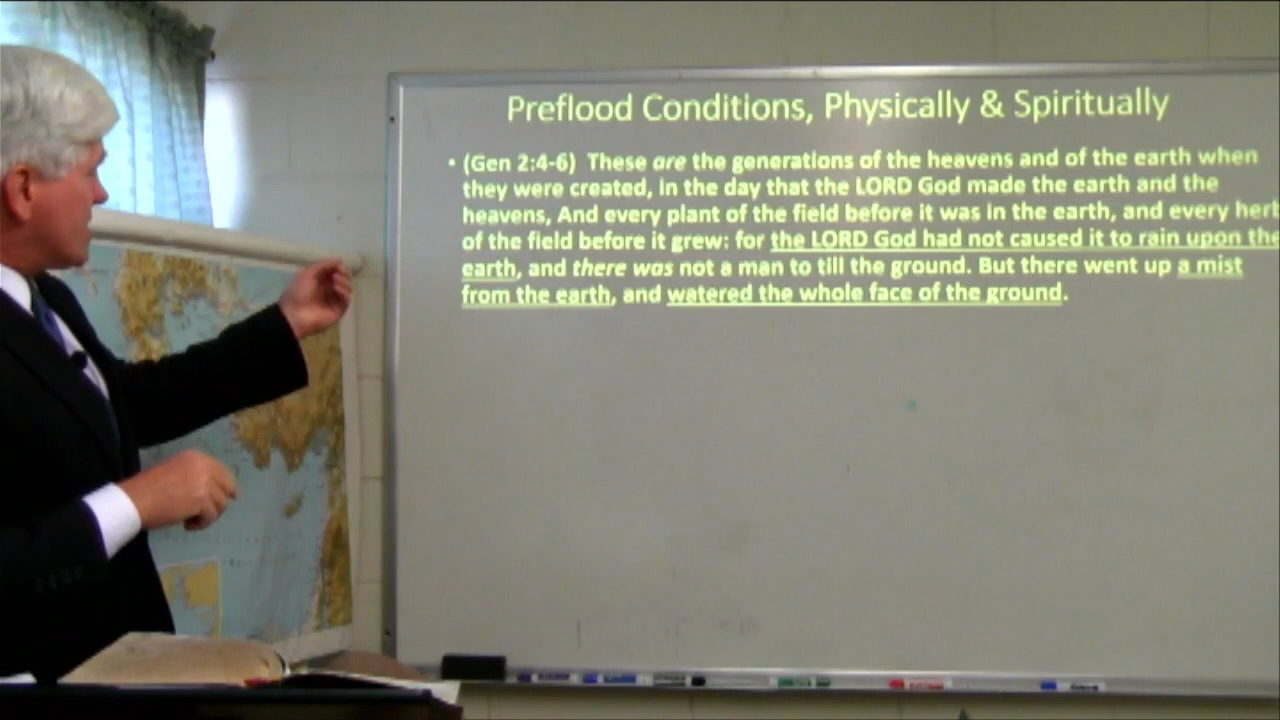 Preflood Conditions, Physically & Spiritually
• (Gen 2:4-6) These are the generations of the heavens and of the earth when
they were created, in the day that the LORD God made the earth and the
heavens, And every plant of the field before it was in the earth, and every herb
of the field before it grew: for the LORD God had not caused it to rain upon the
earth, and there was not a man to till the ground. But there went up a mist
from the earth, and watered the whole face of the ground.